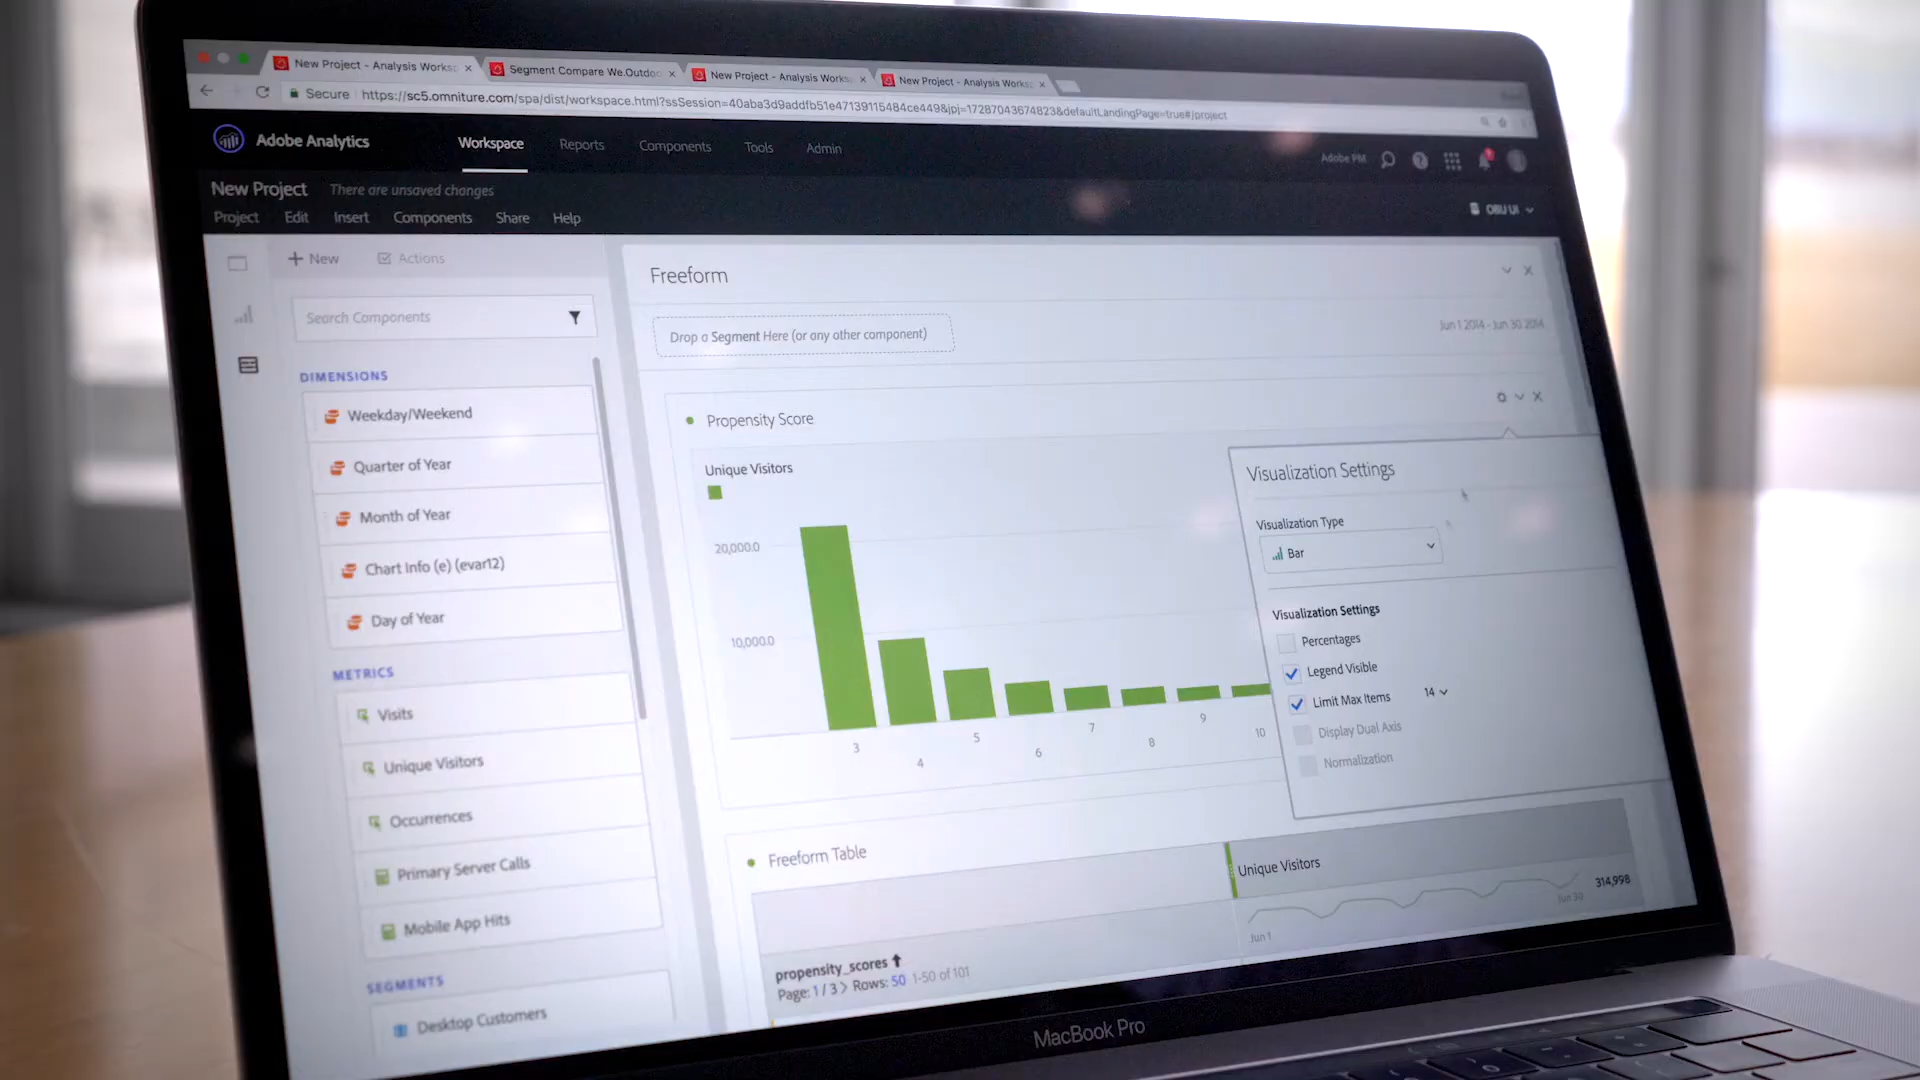 New Project - Analysis Works
Segment Compare We.Outdoo
New Project - Analysis Works
New Project - Analysis Works
Secure https://sc5.omniture.com/spa/dist/workspace.html?ssSession=40aba3d9addfb51e47139115484ce449&jpj=17287043674823&defaultLandingPage=true#/project
Adobe Analytics
Workspace Reports Components Tools Admin
Adobe PM
New Project There are unsaved changes
Project Edit Insert Components Share Help
+ New Actions
Search Components
DIMENSIONS
Weekday/Weekend
Quarter of Year
Month of Year
Chart Info (e) (evar12)
Day of Year
METRICS
Visits
Unique Visitors
Occurrences
Primary Server Calls
Mobile App Hits
SEGMENTS
Desktop Customers
Freeform
Drop a Segment Here (or any other component)
Jun 1 2014 - Jun 30 2014
Propensity Score
Unique Visitors
20,000.0
10,000.0
3 4 5 6 7 8 9 10
Visualization Settings
Visualization Type
Bar
Visualization Settings
Percentages
Legend Visible
Limit Max Items 14
Display Dual Axis
Normalization
Freeform Table
Unique Visitors
314,998
Jun 1
Jun 30
propensity_scores
Page: 1 / 3 > Rows: 50 1-50 of 101
MacBook Pro